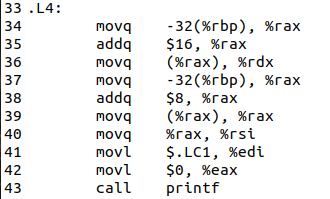 33 .L4:
34 movq -32(%rbp), %rax
35 addq $16, %rax
36 movq (%rax), %rdx
37 movq -32(%rbp), %rax
38 addq $8, %rax
39 movq (%rax), %rax
40 movq %rax, %rsi
41 movl $.LC1, %edi
42 movl $0, %eax
43 call printf